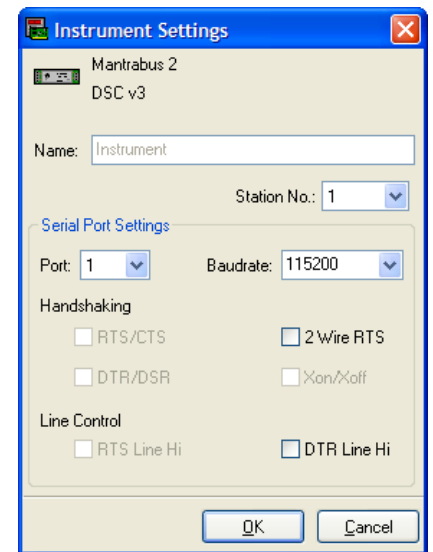 Instrument Settings
Mantrabus 2
DSC v3
Name: Instrument
Station No.: 1
Serial Port Settings
Port: 1 Baudrate: 115200
Handshaking
RTS/CTS 2 Wire RTS
DTR/DSR Xon/Xoff
Line Control
RTS Line Hi DTR Line Hi
OK Cancel